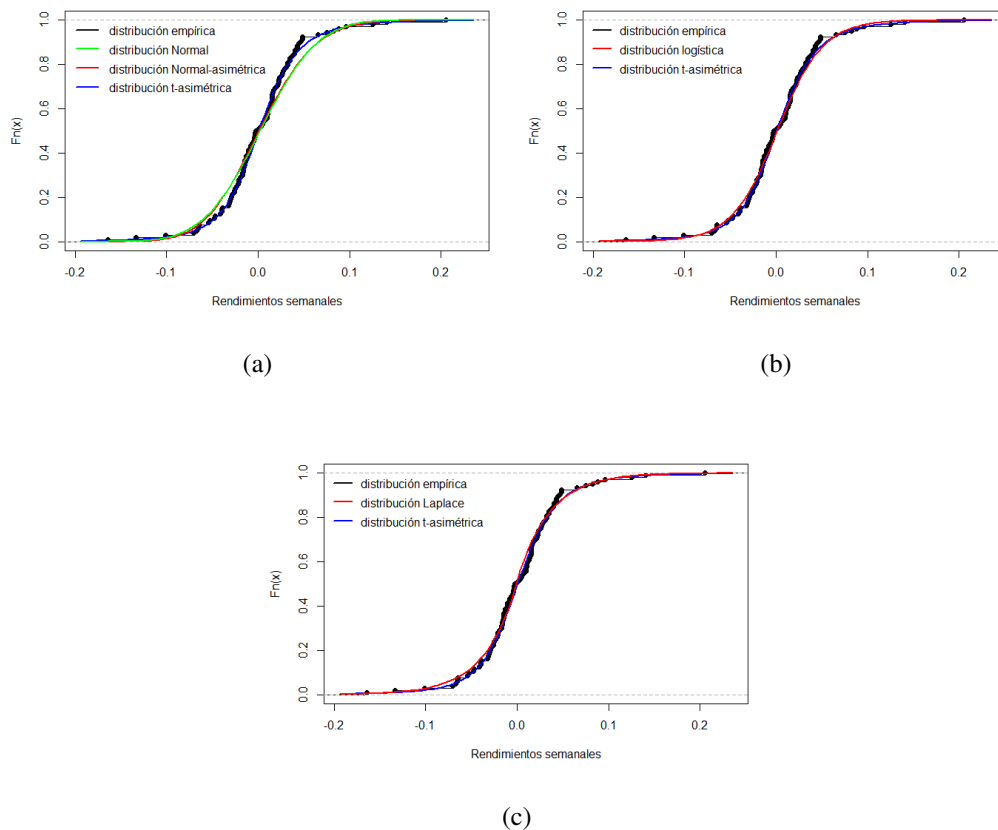 distribución empírica
distribución Normal
distribución Normal-asimétrica
distribución t-asimétrica
Fn(x)
0.0 0.2 0.4 0.6 0.8 1.0
-0.2 -0.1 0.0 0.1 0.2
Rendimientos semanales
(a)
distribución empírica
distribución logística
distribución t-asimétrica
Fn(x)
0.0 0.2 0.4 0.6 0.8 1.0
-0.2 -0.1 0.0 0.1 0.2
Rendimientos semanales
(b)
distribución empírica
distribución Laplace
distribución t-asimétrica
Fn(x)
0.0 0.2 0.4 0.6 0.8 1.0
-0.2 -0.1 0.0 0.1 0.2
Rendimientos semanales
(c)